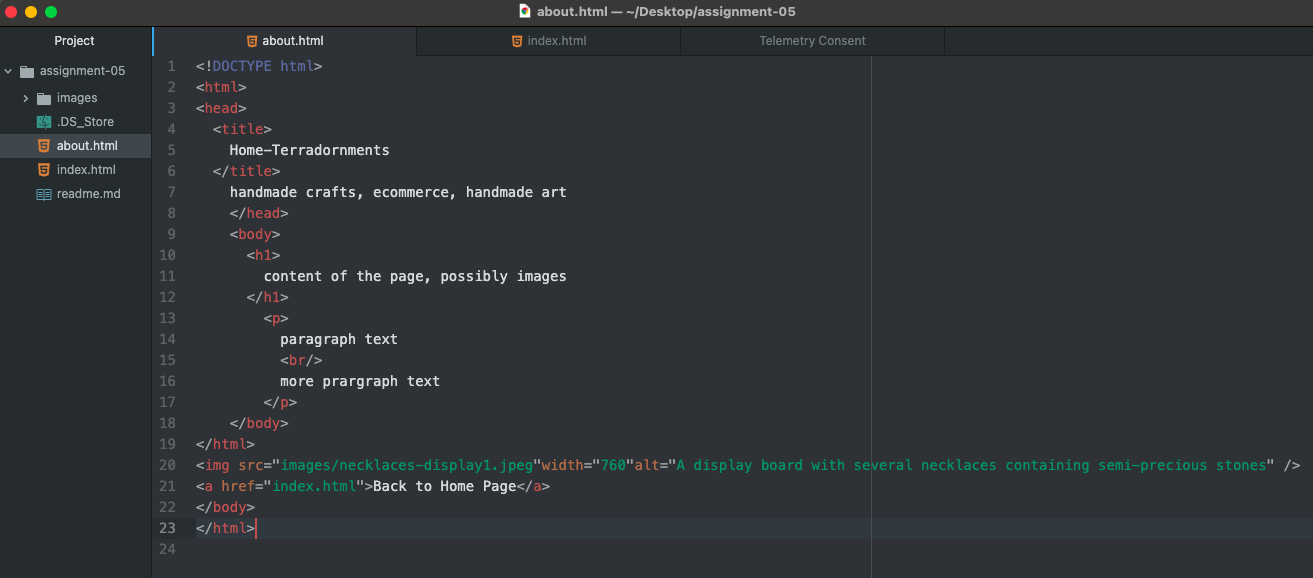 about.html — ~/Desktop/assignment-05
Project
about.html
index.html
Telemetry Consent
assignment-05
images
.DS_Store
about.html
index.html
readme.md
1 <!DOCTYPE html>
2 <html>
3 <head>
4 <title>
5 Home-Terradornments
6 </title>
7 handmade crafts, ecommerce, handmade art
8 </head>
9 <body>
10 <h1>
11 content of the page, possibly images
12 </h1>
13 <p>
14 paragraph text
15 <br/>
16 more prargraph text
17 </p>
18 </body>
19 </html>
20 <img src="images/necklaces-display1.jpeg"width="760"alt="A display board with several necklaces containing semi-precious stones" />
21 <a href="index.html">Back to Home Page</a>
22 </body>
23 </html>
24